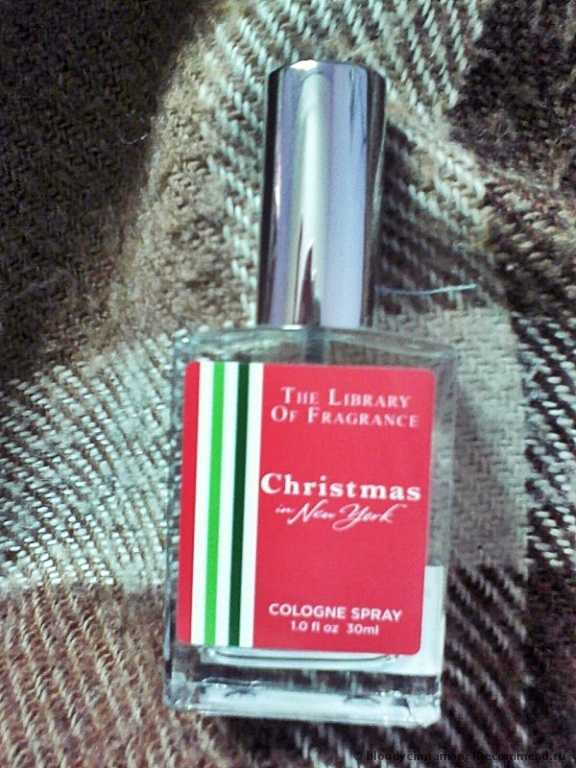 The Library
Of Fragrance
Christmas
in New York
COLOGNE SPRAY
1.0 fl oz 30ml